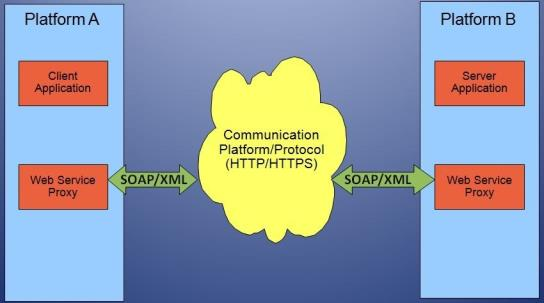 Platform A
Client
Application
Web Service
Proxy
SOAP/XML
Communication
Platform/Protocol
(HTTP/HTTPS)
SOAP/XML
Platform B
Server
Application
Web Service
Proxy